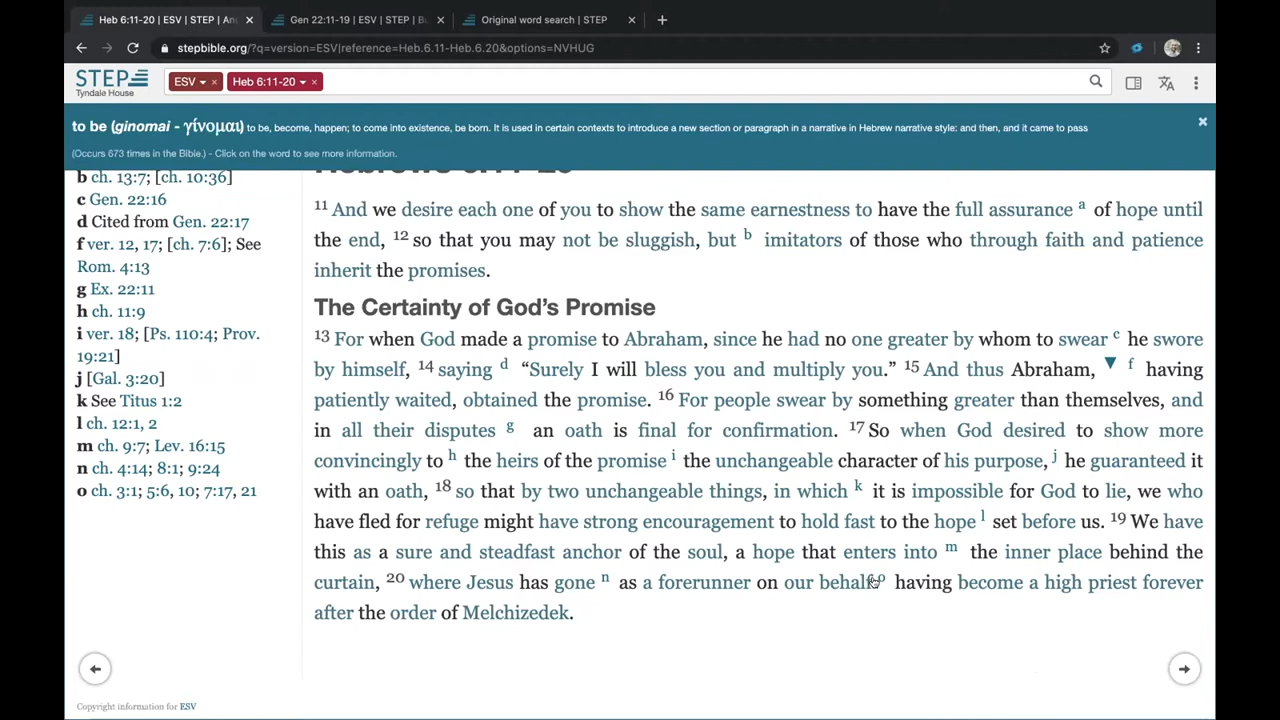 Heb 6:11-20 | ESV | STEP | An
Gen 22:11-19 | ESV | STEP | B
Original word search | STEP
stepbible.org/?q=version=ESV|reference=Heb.6.11-Heb.6.20&options=NVHUG
STEP
Tyndale House
ESV
Heb 6:11-20
to be (ginomai - γίνομαι) to be, become, happen; to come into existence, be born. It is used in certain contexts to introduce a new section or paragraph in a narrative in Hebrew narrative style: and then, and it came to pass
(Occurs 673 times in the Bible.) - Click on the word to see more information.
b ch. 13:7; [ch. 10:36]
c Gen. 22:16
d Cited from Gen. 22:17
f ver. 12, 17; [ch. 7:6]; See
Rom. 4:13
g Ex. 22:11
h ch. 11:9
i ver. 18; [Ps. 110:4; Prov.
19:21]
j [Gal. 3:20]
k See Titus 1:2
l ch. 12:1, 2
m ch. 9:7; Lev. 16:15
n ch. 4:14; 8:1; 9:24
o ch. 3:1; 5:6, 10; 7:17, 21
11 And we desire each one of you to show the same earnestness to have the full assurance a of hope until
the end, 12 so that you may not be sluggish, but b imitators of those who through faith and patience
inherit the promises.
The Certainty of God's Promise
13 For when God made a promise to Abraham, since he had no one greater by whom to swear c he swore
by himself, 14 saying d “Surely I will bless you and multiply you.” 15 And thus Abraham, ▼ f having
patiently waited, obtained the promise. 16 For people swear by something greater than themselves, and
in all their disputes g an oath is final for confirmation. 17 So when God desired to show more
convincingly to h the heirs of the promise i the unchangeable character of his purpose, j he guaranteed it
with an oath, 18 so that by two unchangeable things, in which k it is impossible for God to lie, we who
have fled for refuge might have strong encouragement to hold fast to the hope l set before us. 19 We have
this as a sure and steadfast anchor of the soul, a hope that enters into m the inner place behind the
curtain, 20 where Jesus has gone n as a forerunner on our behalf o having become a high priest forever
after the order of Melchizedek.
Copyright information for ESV